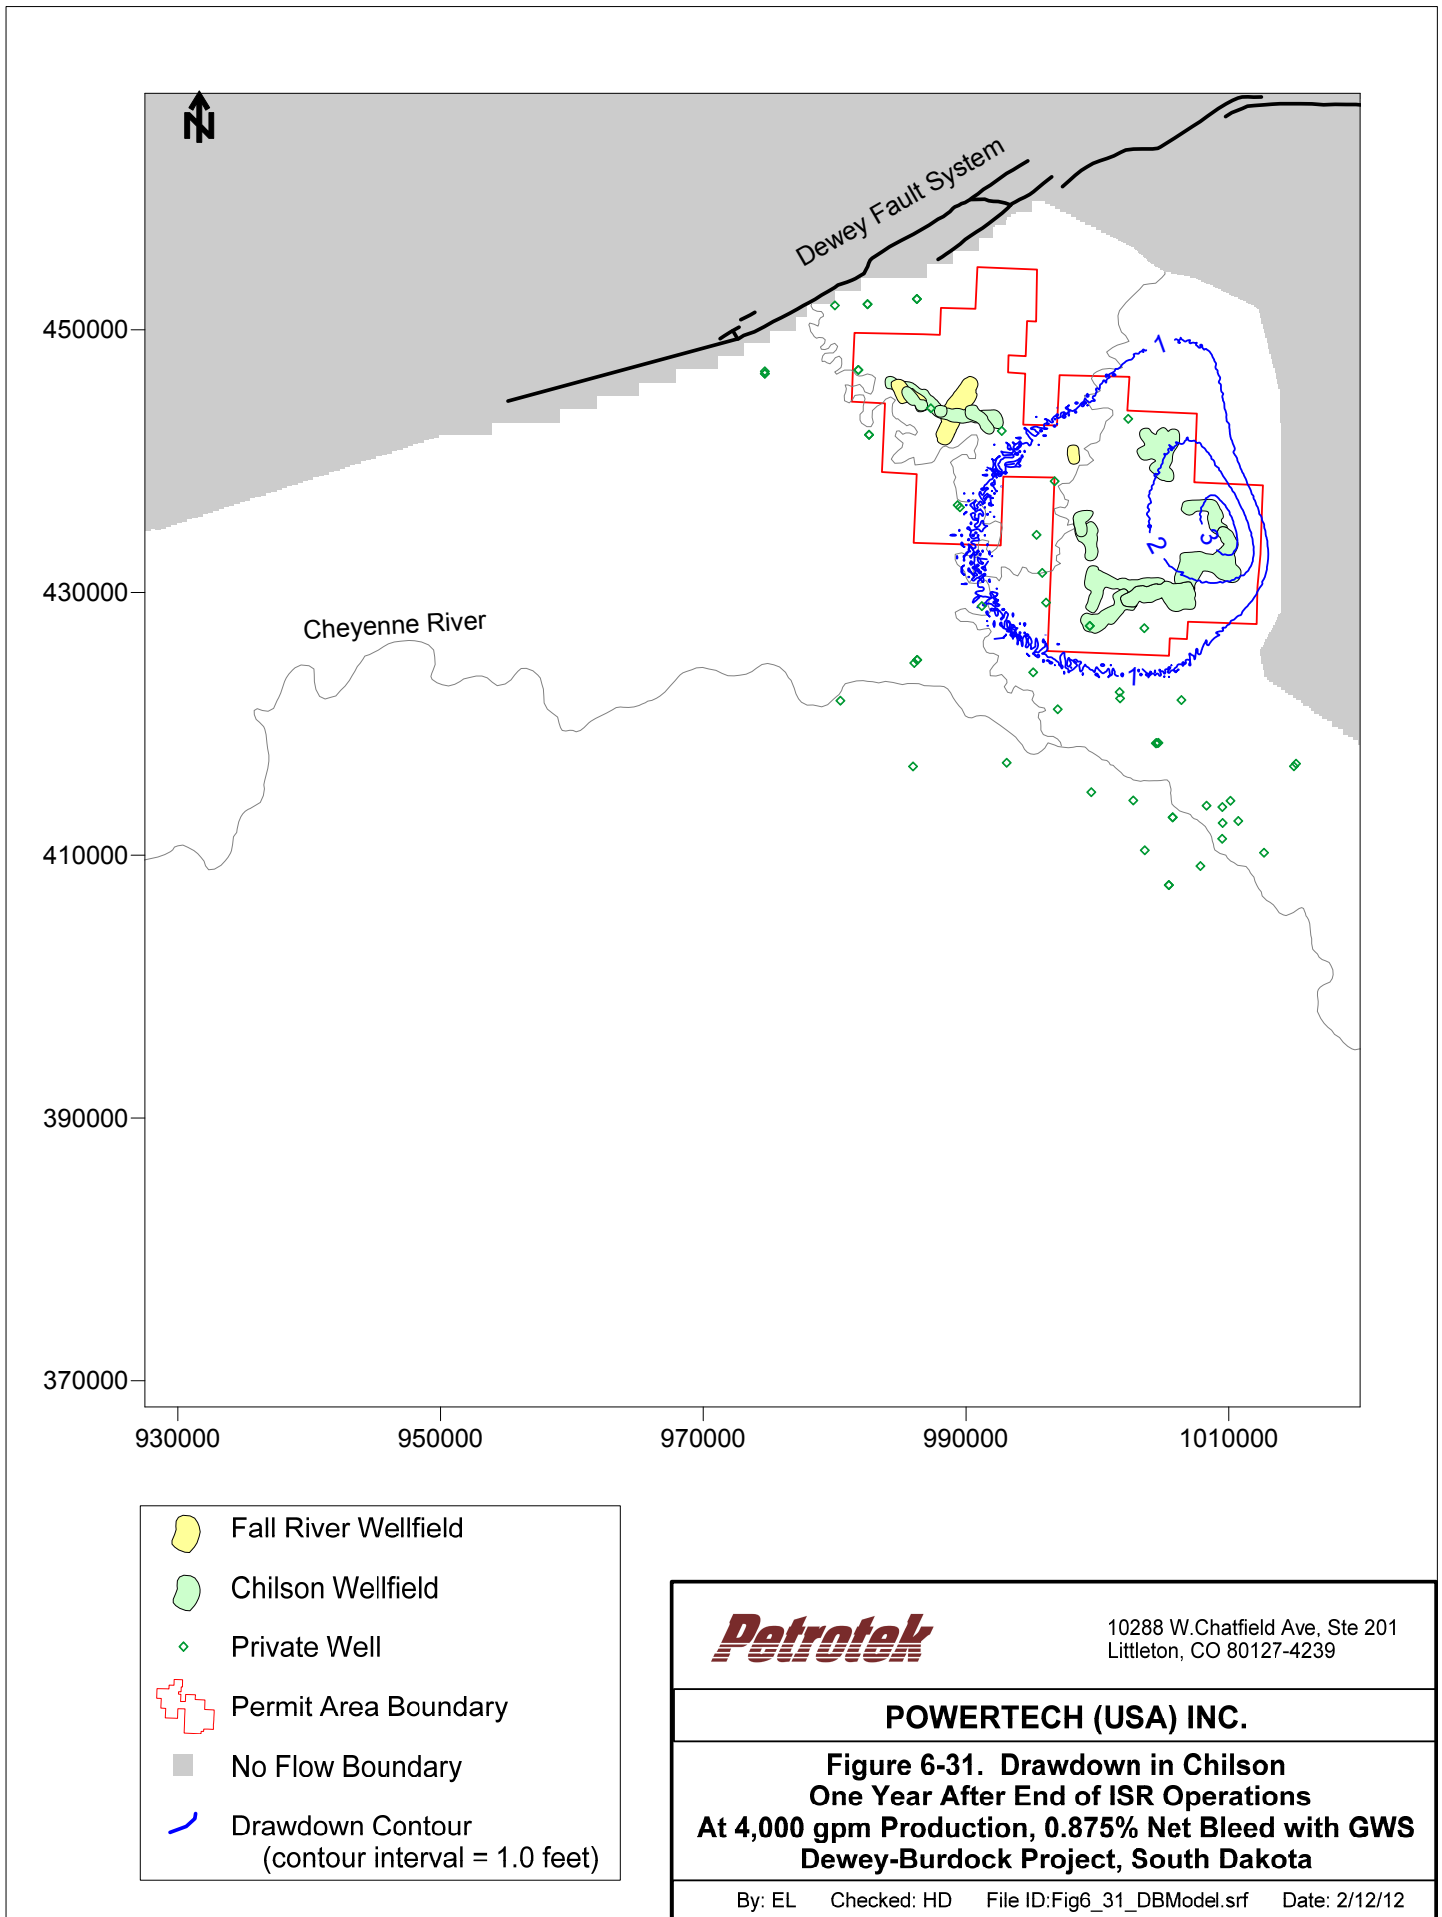 N
Dewey Fault System
Cheyenne River
1
2
3
1
450000
430000
410000
390000
370000
930000
950000
970000
990000
1010000
Fall River Wellfield
Chilson Wellfield
Private Well
Permit Area Boundary
No Flow Boundary
Drawdown Contour
(contour interval = 1.0 feet)
Petrotek
10288 W.Chatfield Ave, Ste 201
Littleton, CO 80127-4239
POWERTECH (USA) INC.
Figure 6-31. Drawdown in Chilson
One Year After End of ISR Operations
At 4,000 gpm Production, 0.875% Net Bleed with GWS
Dewey-Burdock Project, South Dakota
By: EL Checked: HD File ID:Fig6_31_DBModel.srf Date: 2/12/12